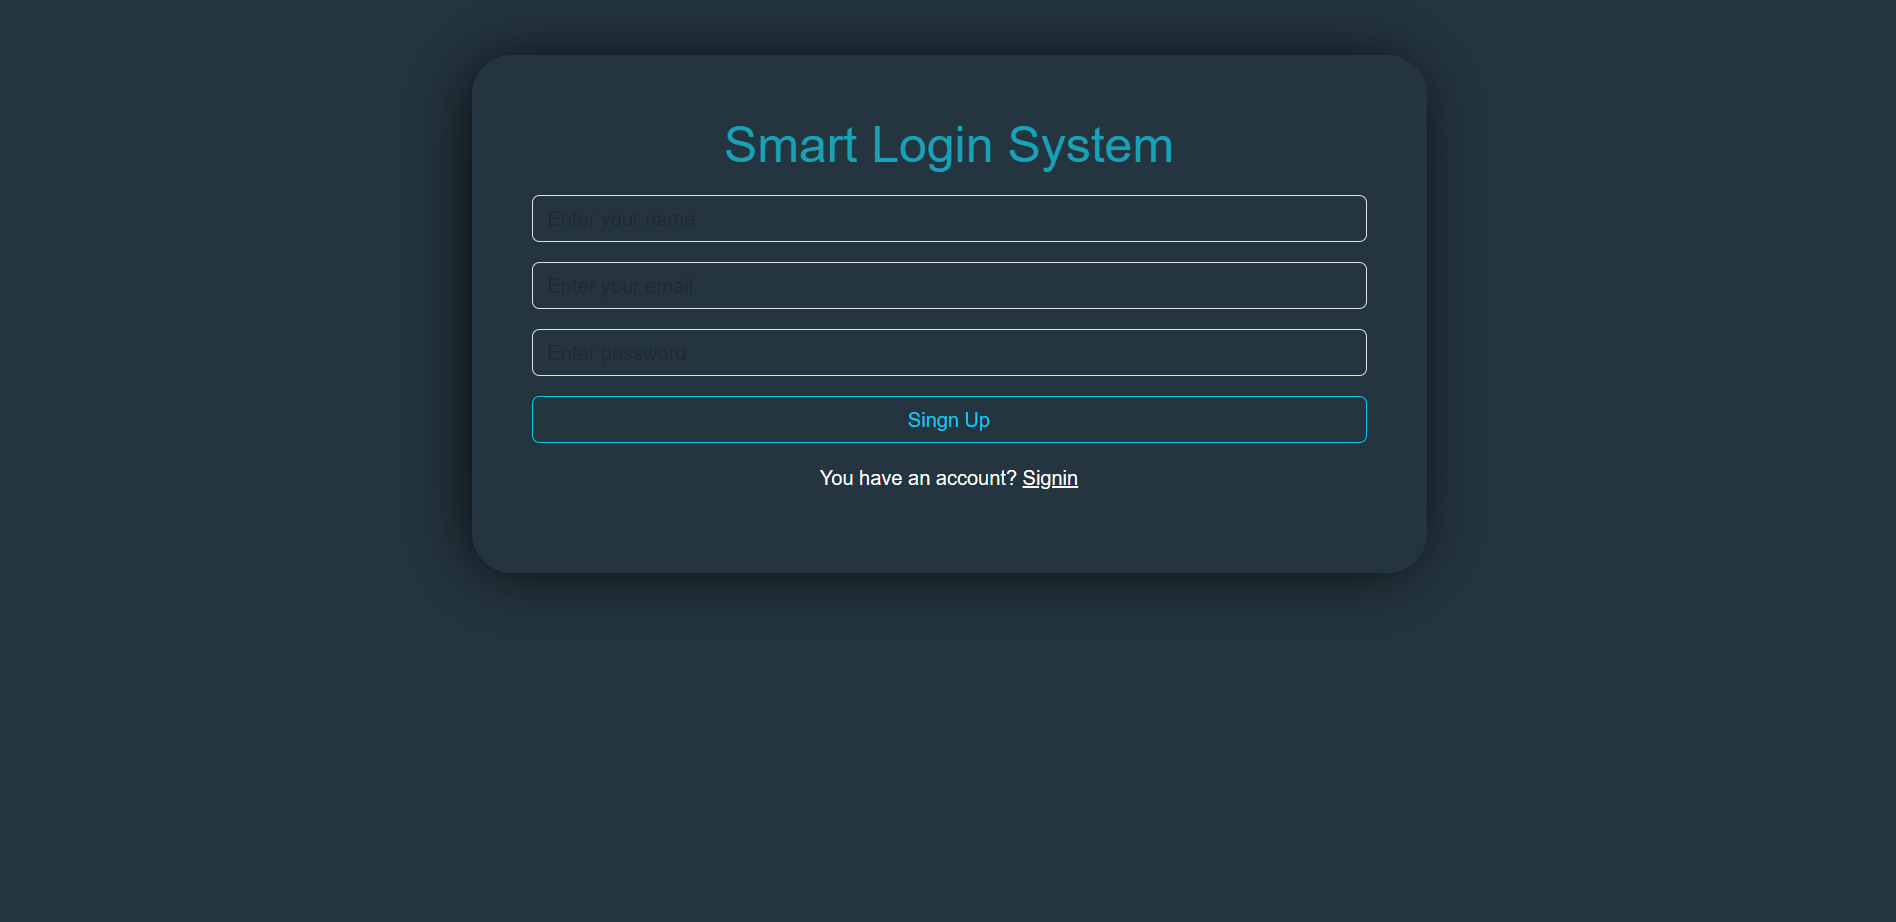 Smart Login System
Enter your name
Enter your email
Enter password
Singn Up
You have an account? Signin